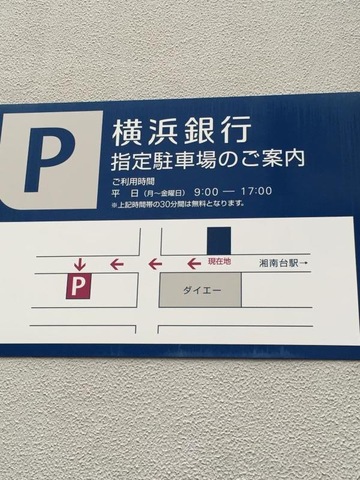 P
横浜銀行
指定駐車場のご案内
ご利用時間
平　日（月～金曜日） 9:00 ― 17:00
※上記時間帯の30分間は無料となります。
現在地
湘南台駅→
P
ダイエー